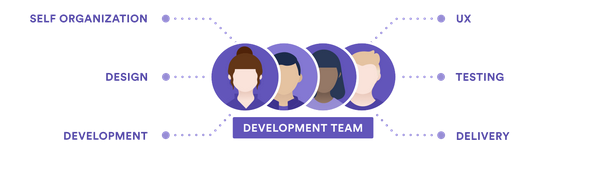 SELF ORGANIZATION
UX
DESIGN
TESTING
DEVELOPMENT TEAM
DEVELOPMENT
DELIVERY